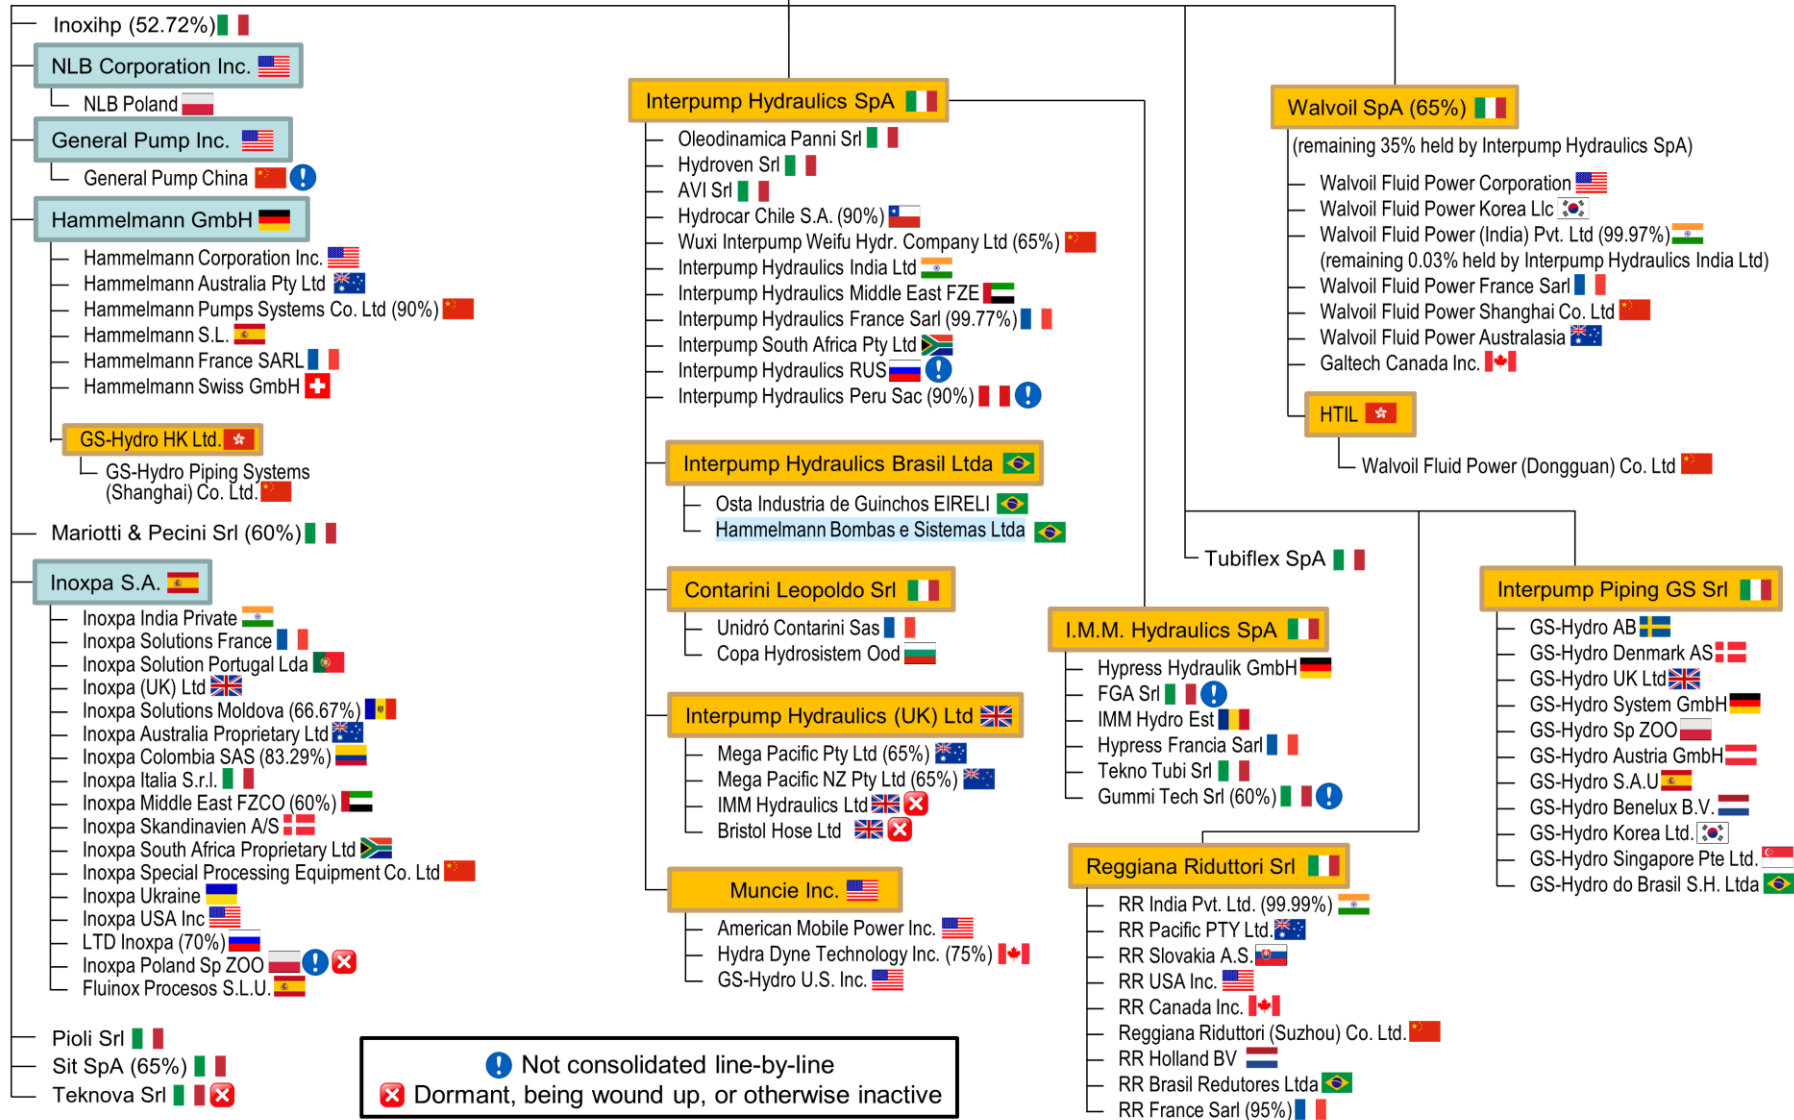 Inoxihp (52.72%)
NLB Corporation Inc.
NLB Poland
General Pump Inc.
General Pump China
Hammelmann GmbH
Hammelmann Corporation Inc.
Hammelmann Australia Pty Ltd
Hammelmann Pumps Systems Co. Ltd (90%)
Hammelmann S.L.
Hammelmann France SARL
Hammelmann Swiss GmbH
GS-Hydro HK Ltd.
GS-Hydro Piping Systems
(Shanghai) Co. Ltd.
Mariotti & Pecini Srl (60%)
Inoxpa S.A.
Inoxpa India Private
Inoxpa Solutions France
Inoxpa Solution Portugal Lda
Inoxpa (UK) Ltd
Inoxpa Solutions Moldova (66.67%)
Inoxpa Australia Proprietary Ltd
Inoxpa Colombia SAS (83.29%)
Inoxpa Italia S.r.l.
Inoxpa Middle East FZCO (60%)
Inoxpa Skandinavien A/S
Inoxpa South Africa Proprietary Ltd
Inoxpa Special Processing Equipment Co. Ltd
Inoxpa Ukraine
Inoxpa USA Inc
LTD Inoxpa (70%)
Inoxpa Poland Sp ZOO
Fluinox Procesos S.L.U.
Pioli Srl
Sit SpA (65%)
Teknova Srl
Interpump Hydraulics SpA
Oleodinamica Panni Srl
Hydroven Srl
AVI Srl
Hydrocar Chile S.A. (90%)
Wuxi Interpump Weifu Hydr. Company Ltd (65%)
Interpump Hydraulics India Ltd
Interpump Hydraulics Middle East FZE
Interpump Hydraulics France Sarl (99.77%)
Interpump South Africa Pty Ltd
Interpump Hydraulics RUS
Interpump Hydraulics Peru Sac (90%)
Interpump Hydraulics Brasil Ltda
Osta Industria de Guinchos EIRELI
Hammelmann Bombas e Sistemas Ltda
Contarini Leopoldo Srl
Unidró Contarini Sas
Copa Hydrosistem Ood
Interpump Hydraulics (UK) Ltd
Mega Pacific Pty Ltd (65%)
Mega Pacific NZ Pty Ltd (65%)
IMM Hydraulics Ltd
Bristol Hose Ltd
Muncie Inc.
American Mobile Power Inc.
Hydra Dyne Technology Inc. (75%)
GS-Hydro U.S. Inc.
Not consolidated line-by-line
Dormant, being wound up, or otherwise inactive
I.M.M. Hydraulics SpA
Hypress Hydraulik GmbH
FGA Srl
IMM Hydro Est
Hypress Francia Sarl
Tekno Tubi Srl
Gummi Tech Srl (60%)
Walvoil SpA (65%)
(remaining 35% held by Interpump Hydraulics SpA)
Walvoil Fluid Power Corporation
Walvoil Fluid Power Korea Llc
Walvoil Fluid Power (India) Pvt. Ltd (99.97%)
(remaining 0.03% held by Interpump Hydraulics India Ltd)
Walvoil Fluid Power France Sarl
Walvoil Fluid Power Shanghai Co. Ltd
Walvoil Fluid Power Australasia
Galtech Canada Inc.
HTIL
Walvoil Fluid Power (Dongguan) Co. Ltd
Tubiflex SpA
Reggiana Riduttori Srl
RR India Pvt. Ltd. (99.99%)
RR Pacific PTY Ltd.
RR Slovakia A.S.
RR USA Inc.
RR Canada Inc.
Reggiana Riduttori (Suzhou) Co. Ltd.
RR Holland BV
RR Brasil Redutores Ltda
RR France Sarl (95%)
Interpump Piping GS Srl
GS-Hydro AB
GS-Hydro Denmark AS
GS-Hydro UK Ltd
GS-Hydro System GmbH
GS-Hydro Sp ZOO
GS-Hydro Austria GmbH
GS-Hydro S.A.U
GS-Hydro Benelux B.V.
GS-Hydro Korea Ltd.
GS-Hydro Singapore Pte Ltd.
GS-Hydro do Brasil S.H. Ltda